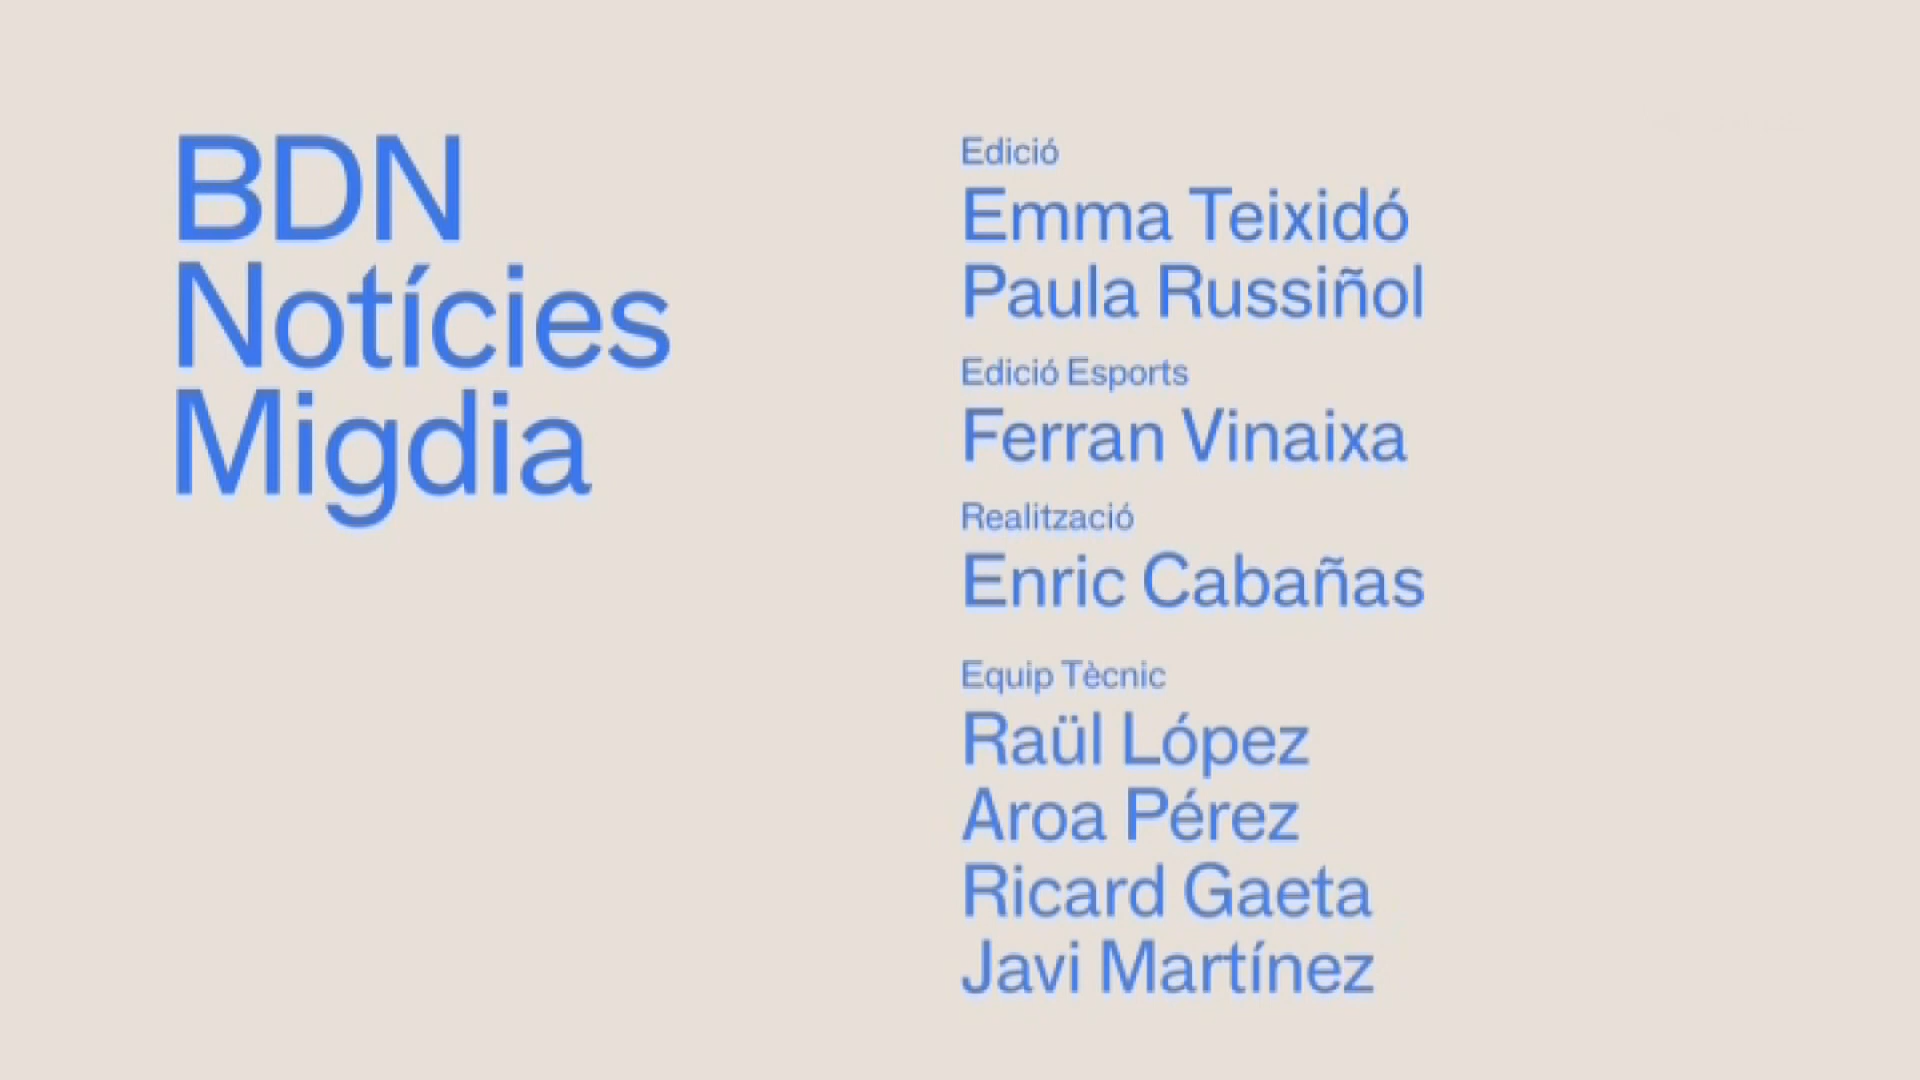 BDN
Notícies
Migdia
Edició
Emma Teixidó
Paula Russiñol
Edició Esports
Ferran Vinaixa
Realització
Enric Cabañas
Equip Tècnic
Raül López
Aroa Pérez
Ricard Gaeta
Javi Martínez